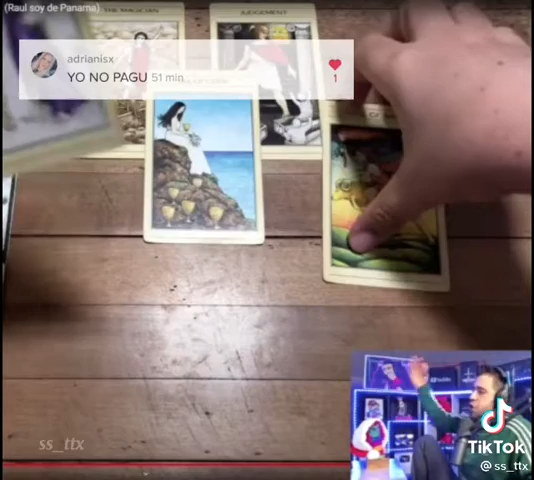 (Raul soy de Panama)
THE MAGICIAN
JUDGEMENT
adrianisx
YO NO PAGU 51 min
1
ss_ttx
TikTok
@ss_ttx